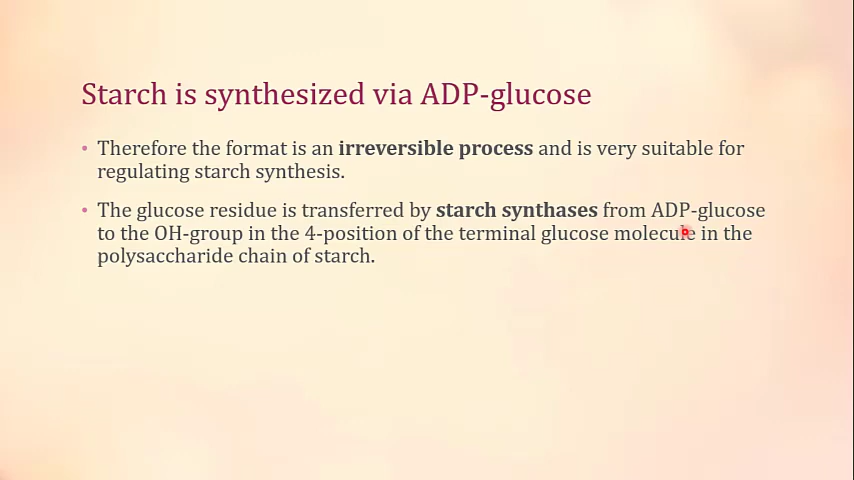 Starch is synthesized via ADP-glucose
• Therefore the format is an irreversible process and is very suitable for
regulating starch synthesis.
• The glucose residue is transferred by starch synthases from ADP-glucose
to the OH-group in the 4-position of the terminal glucose molecule in the
polysaccharide chain of starch.